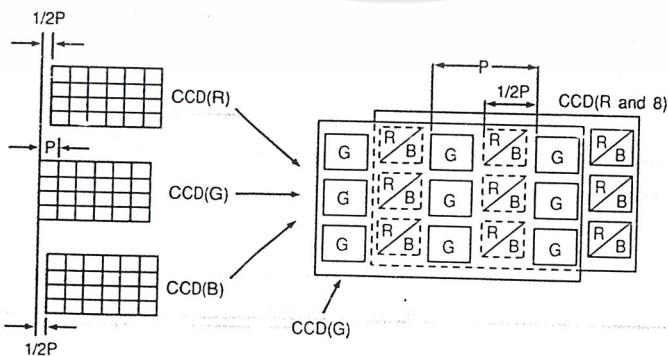 1/2P
CCD(R)
P
CCD(G)
CCD(B)
1/2P
P
1/2P
CCD(R and 8)
G R B G R B G R B
G R B G R B G R B
G R B G R B G R B
CCD(G)